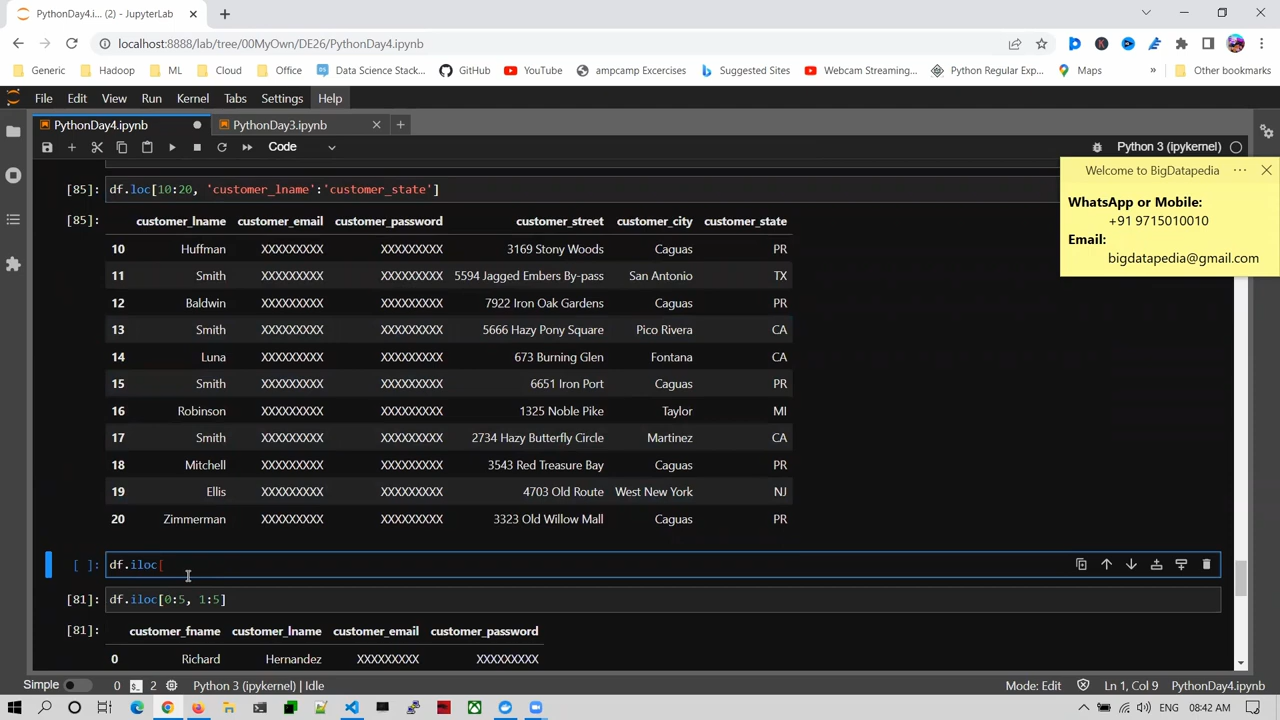 PythonDay4.i... (2) - JupyterLab
localhost:8888/lab/tree/00MyOwn/DE26/PythonDay4.ipynb
Generic Hadoop ML Cloud Office Data Science Stack... GitHub YouTube ampcamp Excercises Suggested Sites Webcam Streaming... Python Regular Exp... Maps » Other bookmarks
File Edit View Run Kernel Tabs Settings Help
PythonDay4.ipynb PythonDay3.ipynb
Code Python 3 (ipykernel)
Welcome to BigDatapedia ...
WhatsApp or Mobile:
+91 9715010010
Email:
bigdatapedia@gmail.com
[85]: df.loc[10:20, 'customer_lname':'customer_state']
[85]: customer_lname customer_email customer_password customer_street customer_city customer_state
10 Huffman XXXXXXXXX XXXXXXXXX 3169 Stony Woods Caguas PR
11 Smith XXXXXXXXX XXXXXXXXX 5594 Jagged Embers By-pass San Antonio TX
12 Baldwin XXXXXXXXX XXXXXXXXX 7922 Iron Oak Gardens Caguas PR
13 Smith XXXXXXXXX XXXXXXXXX 5666 Hazy Pony Square Pico Rivera CA
14 Luna XXXXXXXXX XXXXXXXXX 673 Burning Glen Fontana CA
15 Smith XXXXXXXXX XXXXXXXXX 6651 Iron Port Caguas PR
16 Robinson XXXXXXXXX XXXXXXXXX 1325 Noble Pike Taylor MI
17 Smith XXXXXXXXX XXXXXXXXX 2734 Hazy Butterfly Circle Martinez CA
18 Mitchell XXXXXXXXX XXXXXXXXX 3543 Red Treasure Bay Caguas PR
19 Ellis XXXXXXXXX XXXXXXXXX 4703 Old Route West New York NJ
20 Zimmerman XXXXXXXXX XXXXXXXXX 3323 Old Willow Mall Caguas PR
[ ]: df.iloc[
[81]: df.iloc[0:5, 1:5]
[81]: customer_fname customer_lname customer_email customer_password
0 Richard Hernandez XXXXXXXXX XXXXXXXXX
Simple 0 2 Python 3 (ipykernel) | Idle Mode: Edit Ln 1, Col 9 PythonDay4.ipynb
ENG 08:42 AM